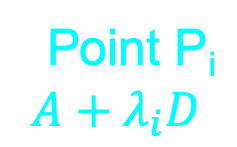 Point Pᵢ
A + λᵢD